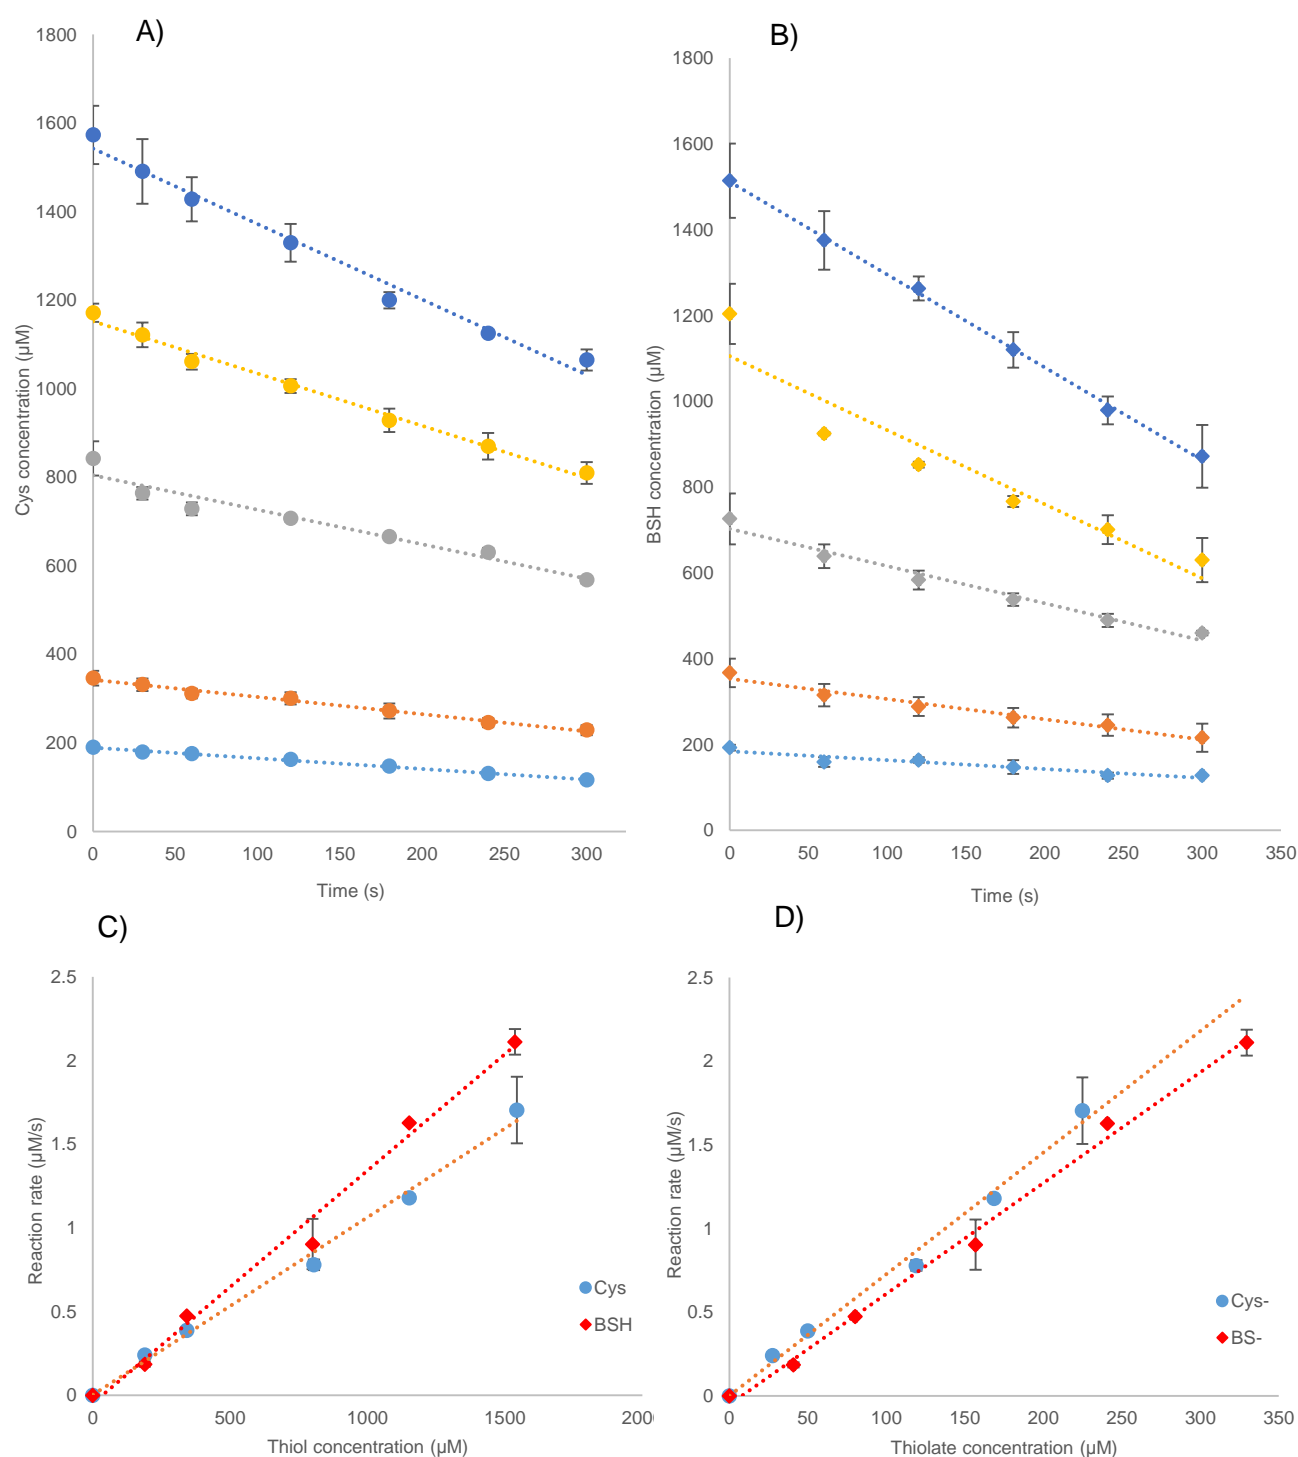 A)
B)
1800
1600
1400
1200
1000
800
600
400
200
0
Cys concentration (µM)
0 50 100 150 200 250 300
Time (s)
1800
1600
1400
1200
1000
800
600
400
200
0
BSH concentration (µM)
0 50 100 150 200 250 300 350
Time (s)
C)
2.5
2
1.5
1
0.5
0
Reaction rate (µM/s)
Cys
BSH
0 500 1000 1500 2000
Thiol concentration (µM)
D)
2.5
2
1.5
1
0.5
0
Reaction rate (µM/s)
Cys-
BS-
0 50 100 150 200 250 300 350
Thiolate concentration (µM)